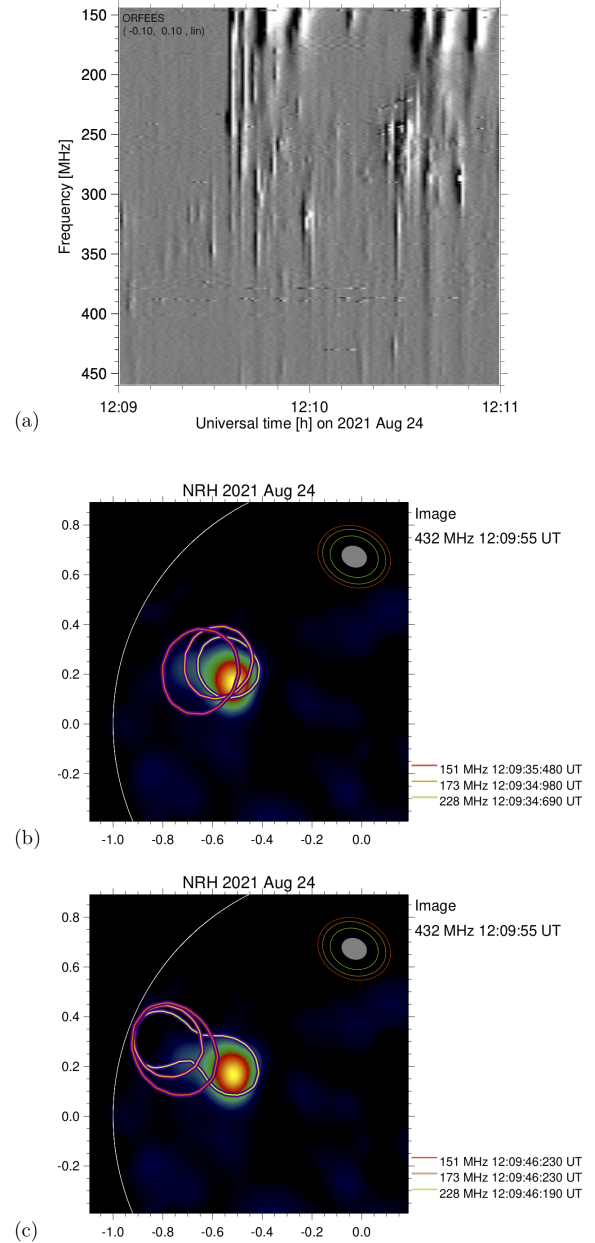 ORFEES
( -0.10, 0.10 , lin)
150
200
250
300
350
400
450
Frequency [MHz]
12:09 12:10 12:11
Universal time [h] on 2021 Aug 24
(a)
NRH 2021 Aug 24
Image
432 MHz 12:09:55 UT
0.8
0.6
0.4
0.2
0.0
-0.2
151 MHz 12:09:35:480 UT
173 MHz 12:09:34:980 UT
228 MHz 12:09:34:690 UT
-1.0 -0.8 -0.6 -0.4 -0.2 0.0
(b)
NRH 2021 Aug 24
Image
432 MHz 12:09:55 UT
0.8
0.6
0.4
0.2
0.0
-0.2
151 MHz 12:09:46:230 UT
173 MHz 12:09:46:230 UT
228 MHz 12:09:46:190 UT
-1.0 -0.8 -0.6 -0.4 -0.2 0.0
(c)